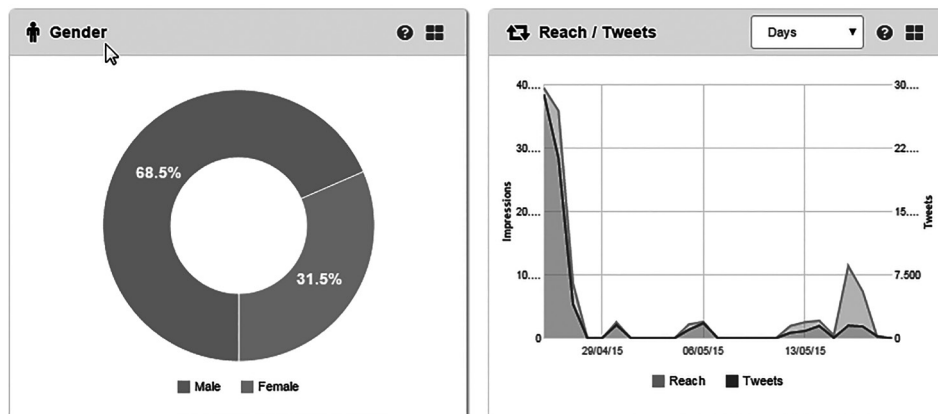 Gender
?
68.5%
31.5%
Male Female
Reach / Tweets
Days
?
40....
30....
20....
10....
0
Impressions
30....
22....
15....
7.500
0
Tweets
29/04/15 06/05/15 13/05/15
Reach Tweets